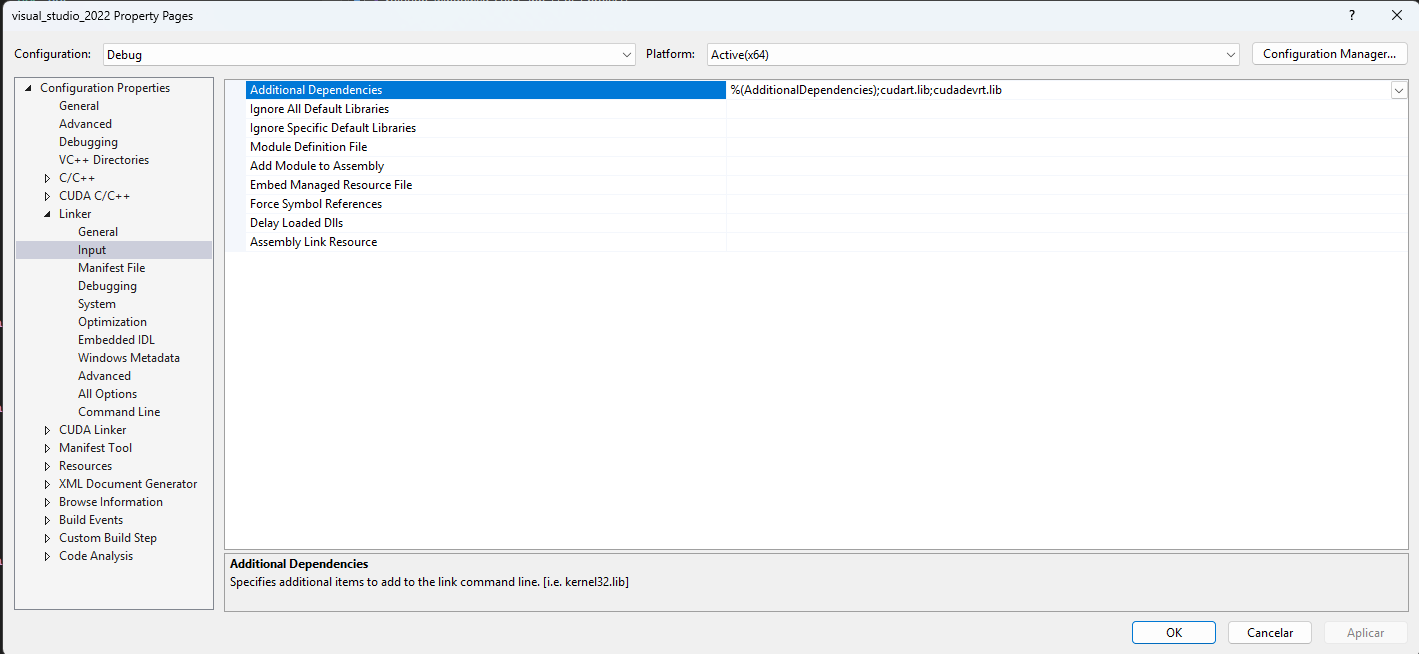 visual_studio_2022 Property Pages
?
Configuration:
Debug
Platform:
Active(x64)
Configuration Manager...
Configuration Properties
General
Advanced
Debugging
VC++ Directories
C/C++
CUDA C/C++
Linker
General
Input
Manifest File
Debugging
System
Optimization
Embedded IDL
Windows Metadata
Advanced
All Options
Command Line
CUDA Linker
Manifest Tool
Resources
XML Document Generator
Browse Information
Build Events
Custom Build Step
Code Analysis
Additional Dependencies %(AdditionalDependencies);cudart.lib;cudadevrt.lib
Ignore All Default Libraries
Ignore Specific Default Libraries
Module Definition File
Add Module to Assembly
Embed Managed Resource File
Force Symbol References
Delay Loaded Dlls
Assembly Link Resource
Additional Dependencies
Specifies additional items to add to the link command line. [i.e. kernel32.lib]
OK
Cancelar
Aplicar